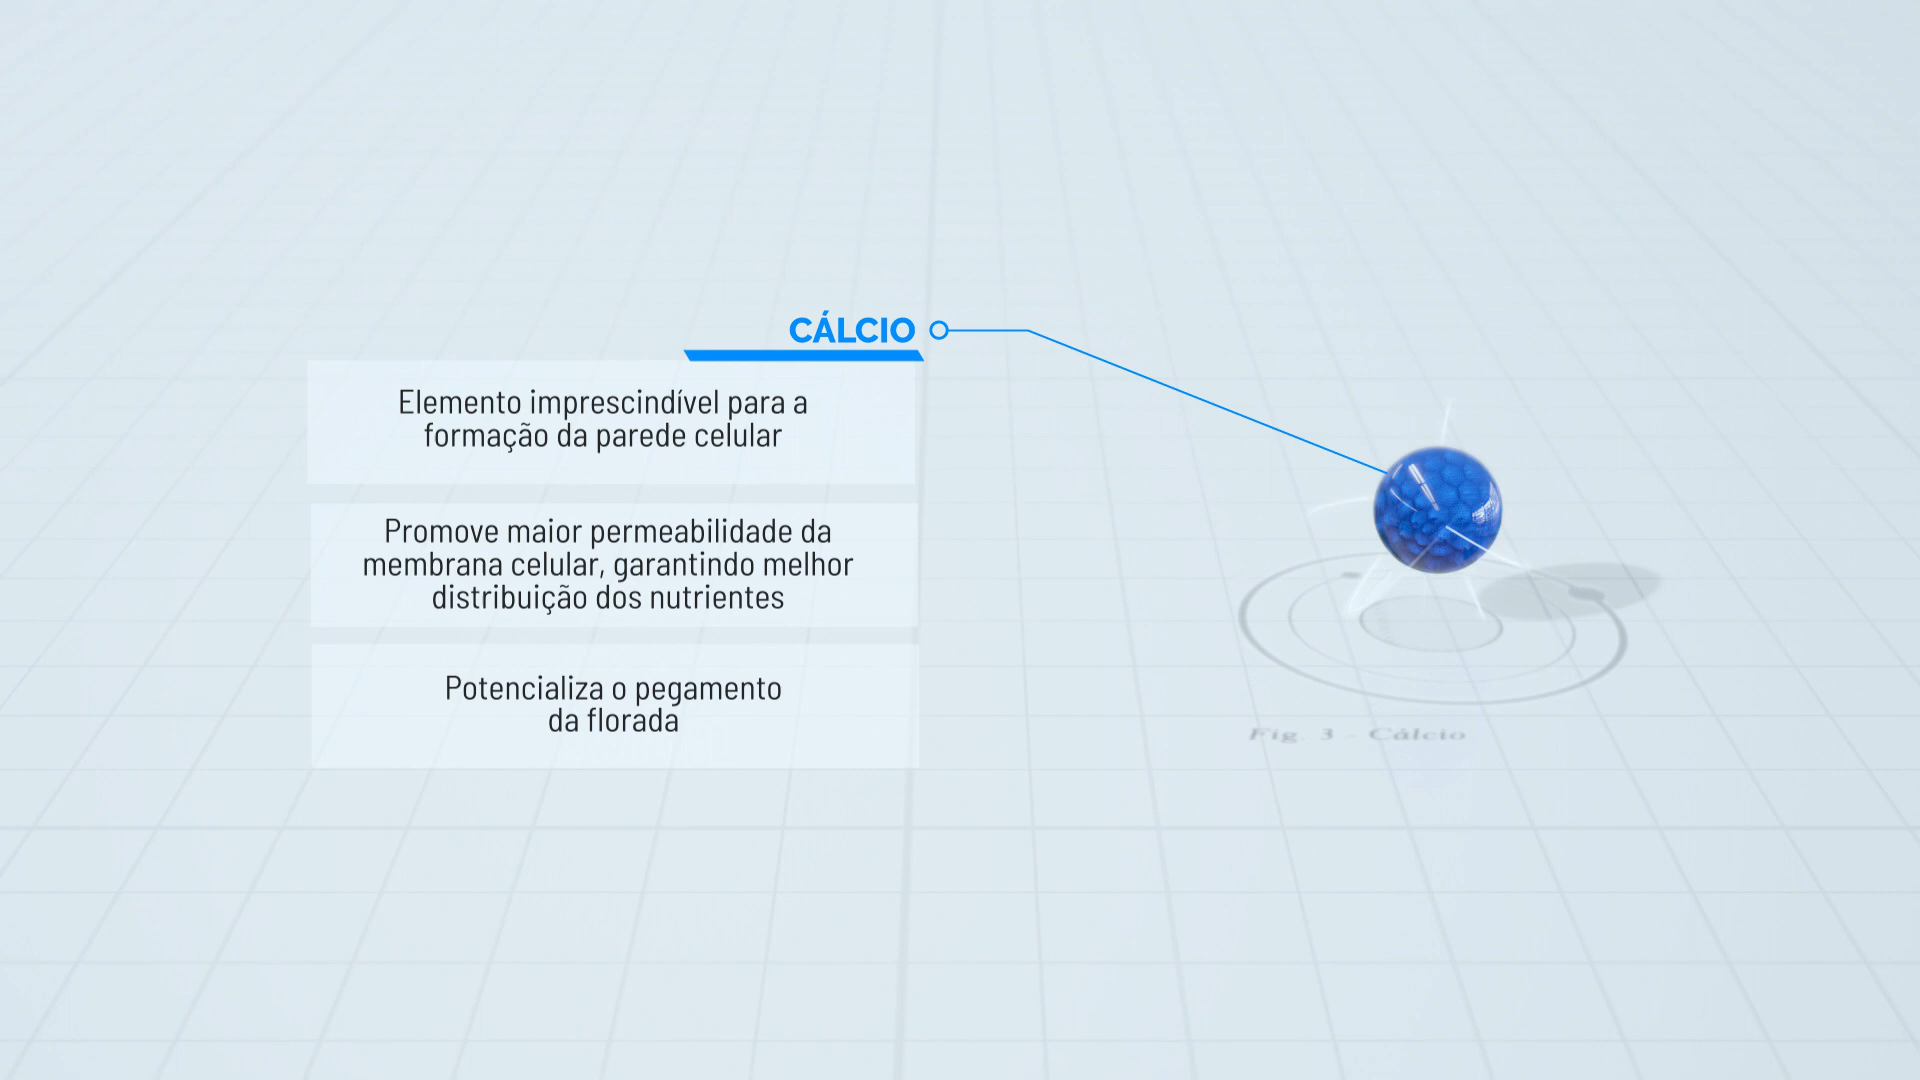 CÁLCIO
Elemento imprescindível para a
formação da parede celular
Promove maior permeabilidade da
membrana celular, garantindo melhor
distribuição dos nutrientes
Potencializa o pegamento
da florada
Fig. 3 - Cálcio